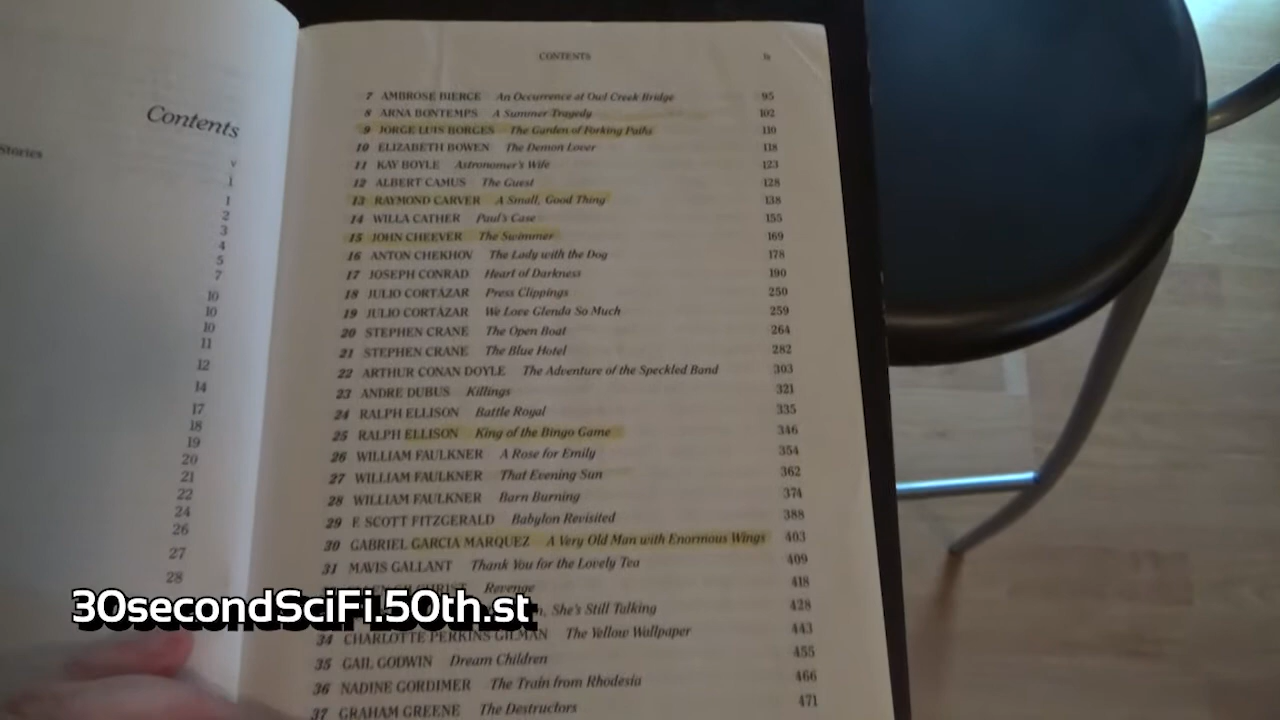 Contents
Stories
v
1
1
2
3
4
5
7
10
10
10
11
12
14
17
18
19
20
21
22
24
26
27
28
CONTENTS ix
7 AMBROSE BIERCE An Occurrence at Owl Creek Bridge 95
8 ARNA BONTEMPS A Summer Tragedy 102
9 JORGE LUIS BORGES The Garden of Forking Paths 110
10 ELIZABETH BOWEN The Demon Lover 118
11 KAY BOYLE Astronomer's Wife 123
12 ALBERT CAMUS The Guest 128
13 RAYMOND CARVER A Small, Good Thing 138
14 WILLA CATHER Paul's Case 155
15 JOHN CHEEVER The Swimmer 169
16 ANTON CHEKHOV The Lady with the Dog 178
17 JOSEPH CONRAD Heart of Darkness 190
18 JULIO CORTÁZAR Press Clippings 250
19 JULIO CORTÁZAR We Love Glenda So Much 259
20 STEPHEN CRANE The Open Boat 264
21 STEPHEN CRANE The Blue Hotel 282
22 ARTHUR CONAN DOYLE The Adventure of the Speckled Band 303
23 ANDRE DUBUS Killings 321
24 RALPH ELLISON Battle Royal 335
25 RALPH ELLISON King of the Bingo Game 346
26 WILLIAM FAULKNER A Rose for Emily 354
27 WILLIAM FAULKNER That Evening Sun 362
28 WILLIAM FAULKNER Barn Burning 374
29 F. SCOTT FITZGERALD Babylon Revisited 388
30 GABRIEL GARCIA MARQUEZ A Very Old Man with Enormous Wings 403
31 MAVIS GALLANT Thank You for the Lovely Tea 409
GILCHRIST Revenge 418
She's Still Talking 428
30secondSciFi.50th.st
34 CHARLOTTE PERKINS GILMAN The Yellow Wallpaper 443
35 GAIL GODWIN Dream Children 455
36 NADINE GORDIMER The Train from Rhodesia 466
37 GRAHAM GREENE The Destructors 471